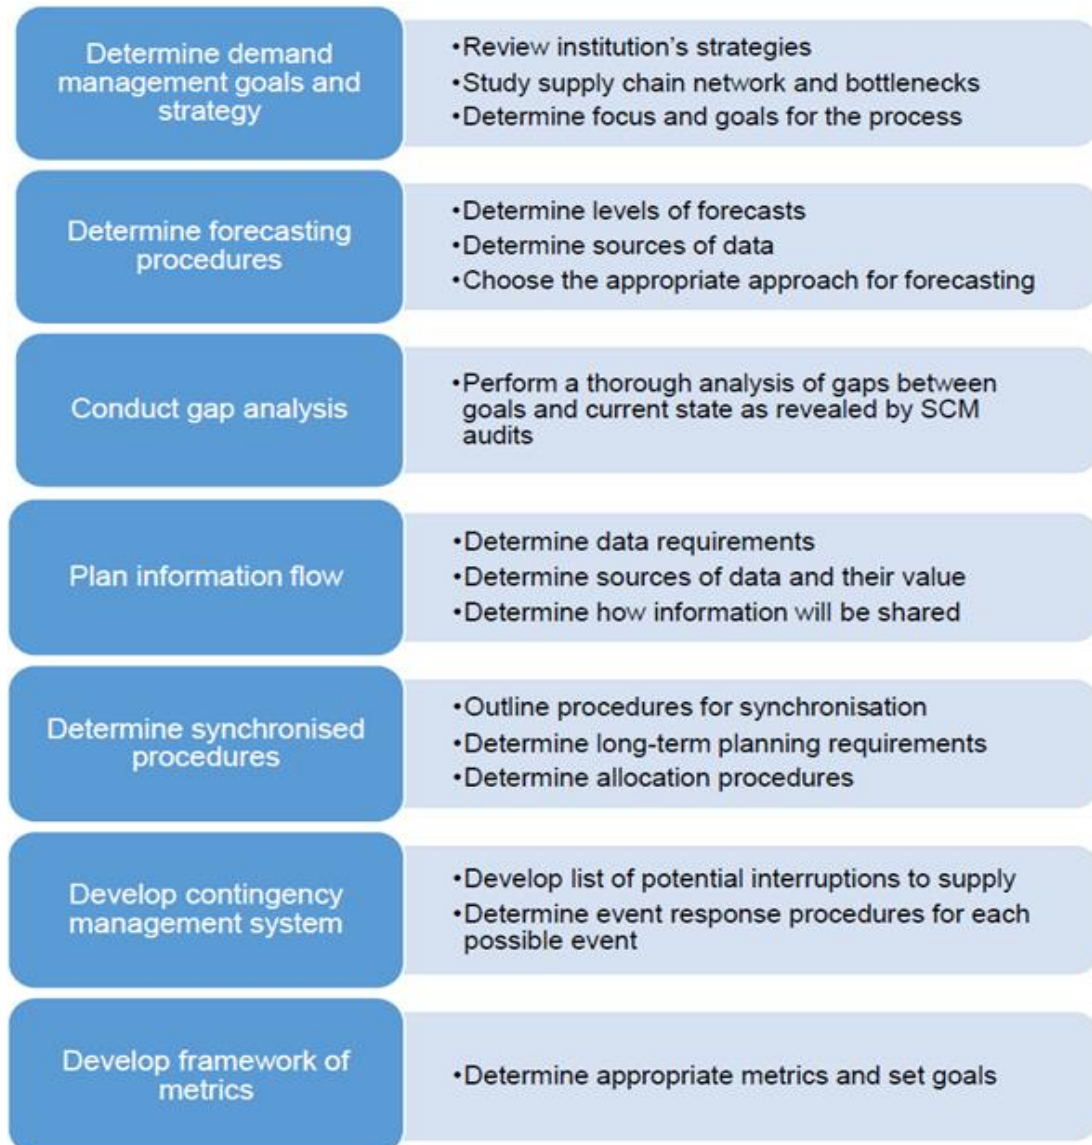 Determine demand
management goals and
strategy
•Review institution's strategies
•Study supply chain network and bottlenecks
•Determine focus and goals for the process
Determine forecasting
procedures
•Determine levels of forecasts
•Determine sources of data
•Choose the appropriate approach for forecasting
Conduct gap analysis
•Perform a thorough analysis of gaps between
goals and current state as revealed by SCM
audits
Plan information flow
•Determine data requirements
•Determine sources of data and their value
•Determine how information will be shared
Determine synchronised
procedures
•Outline procedures for synchronisation
•Determine long-term planning requirements
•Determine allocation procedures
Develop contingency
management system
•Develop list of potential interruptions to supply
•Determine event response procedures for each
possible event
Develop framework of
metrics
•Determine appropriate metrics and set goals